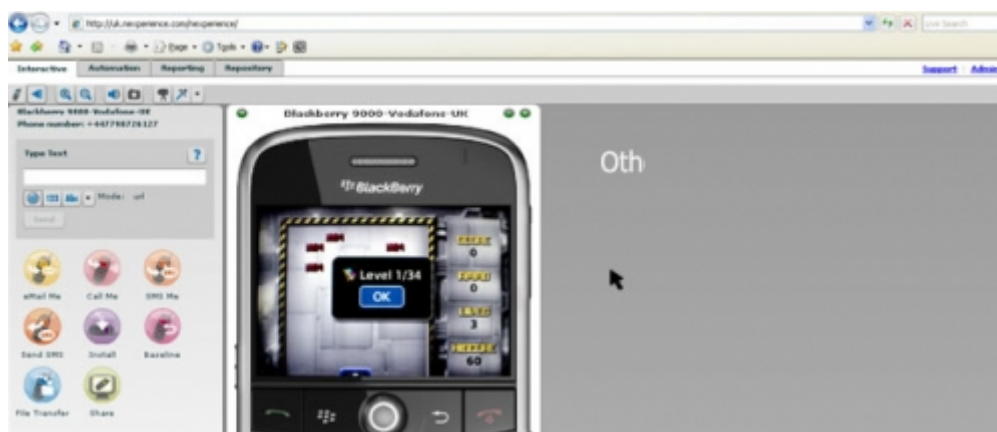 http://uk.nexperience.com/nexperience/
Live Search
Page Tools
Interactive Automation Reporting Repository
Support Admin
Blackberry 9000-Vodafone-UK
Phone number: +447798726127
Type Text
?
Mode: url
Send
eMail Me Call Me SMS Me
Send SMS Install Baseline
File Transfer Share
Blackberry 9000-Vodafone-UK
BlackBerry
Level 1/34
OK
0
0
3
60
Oth